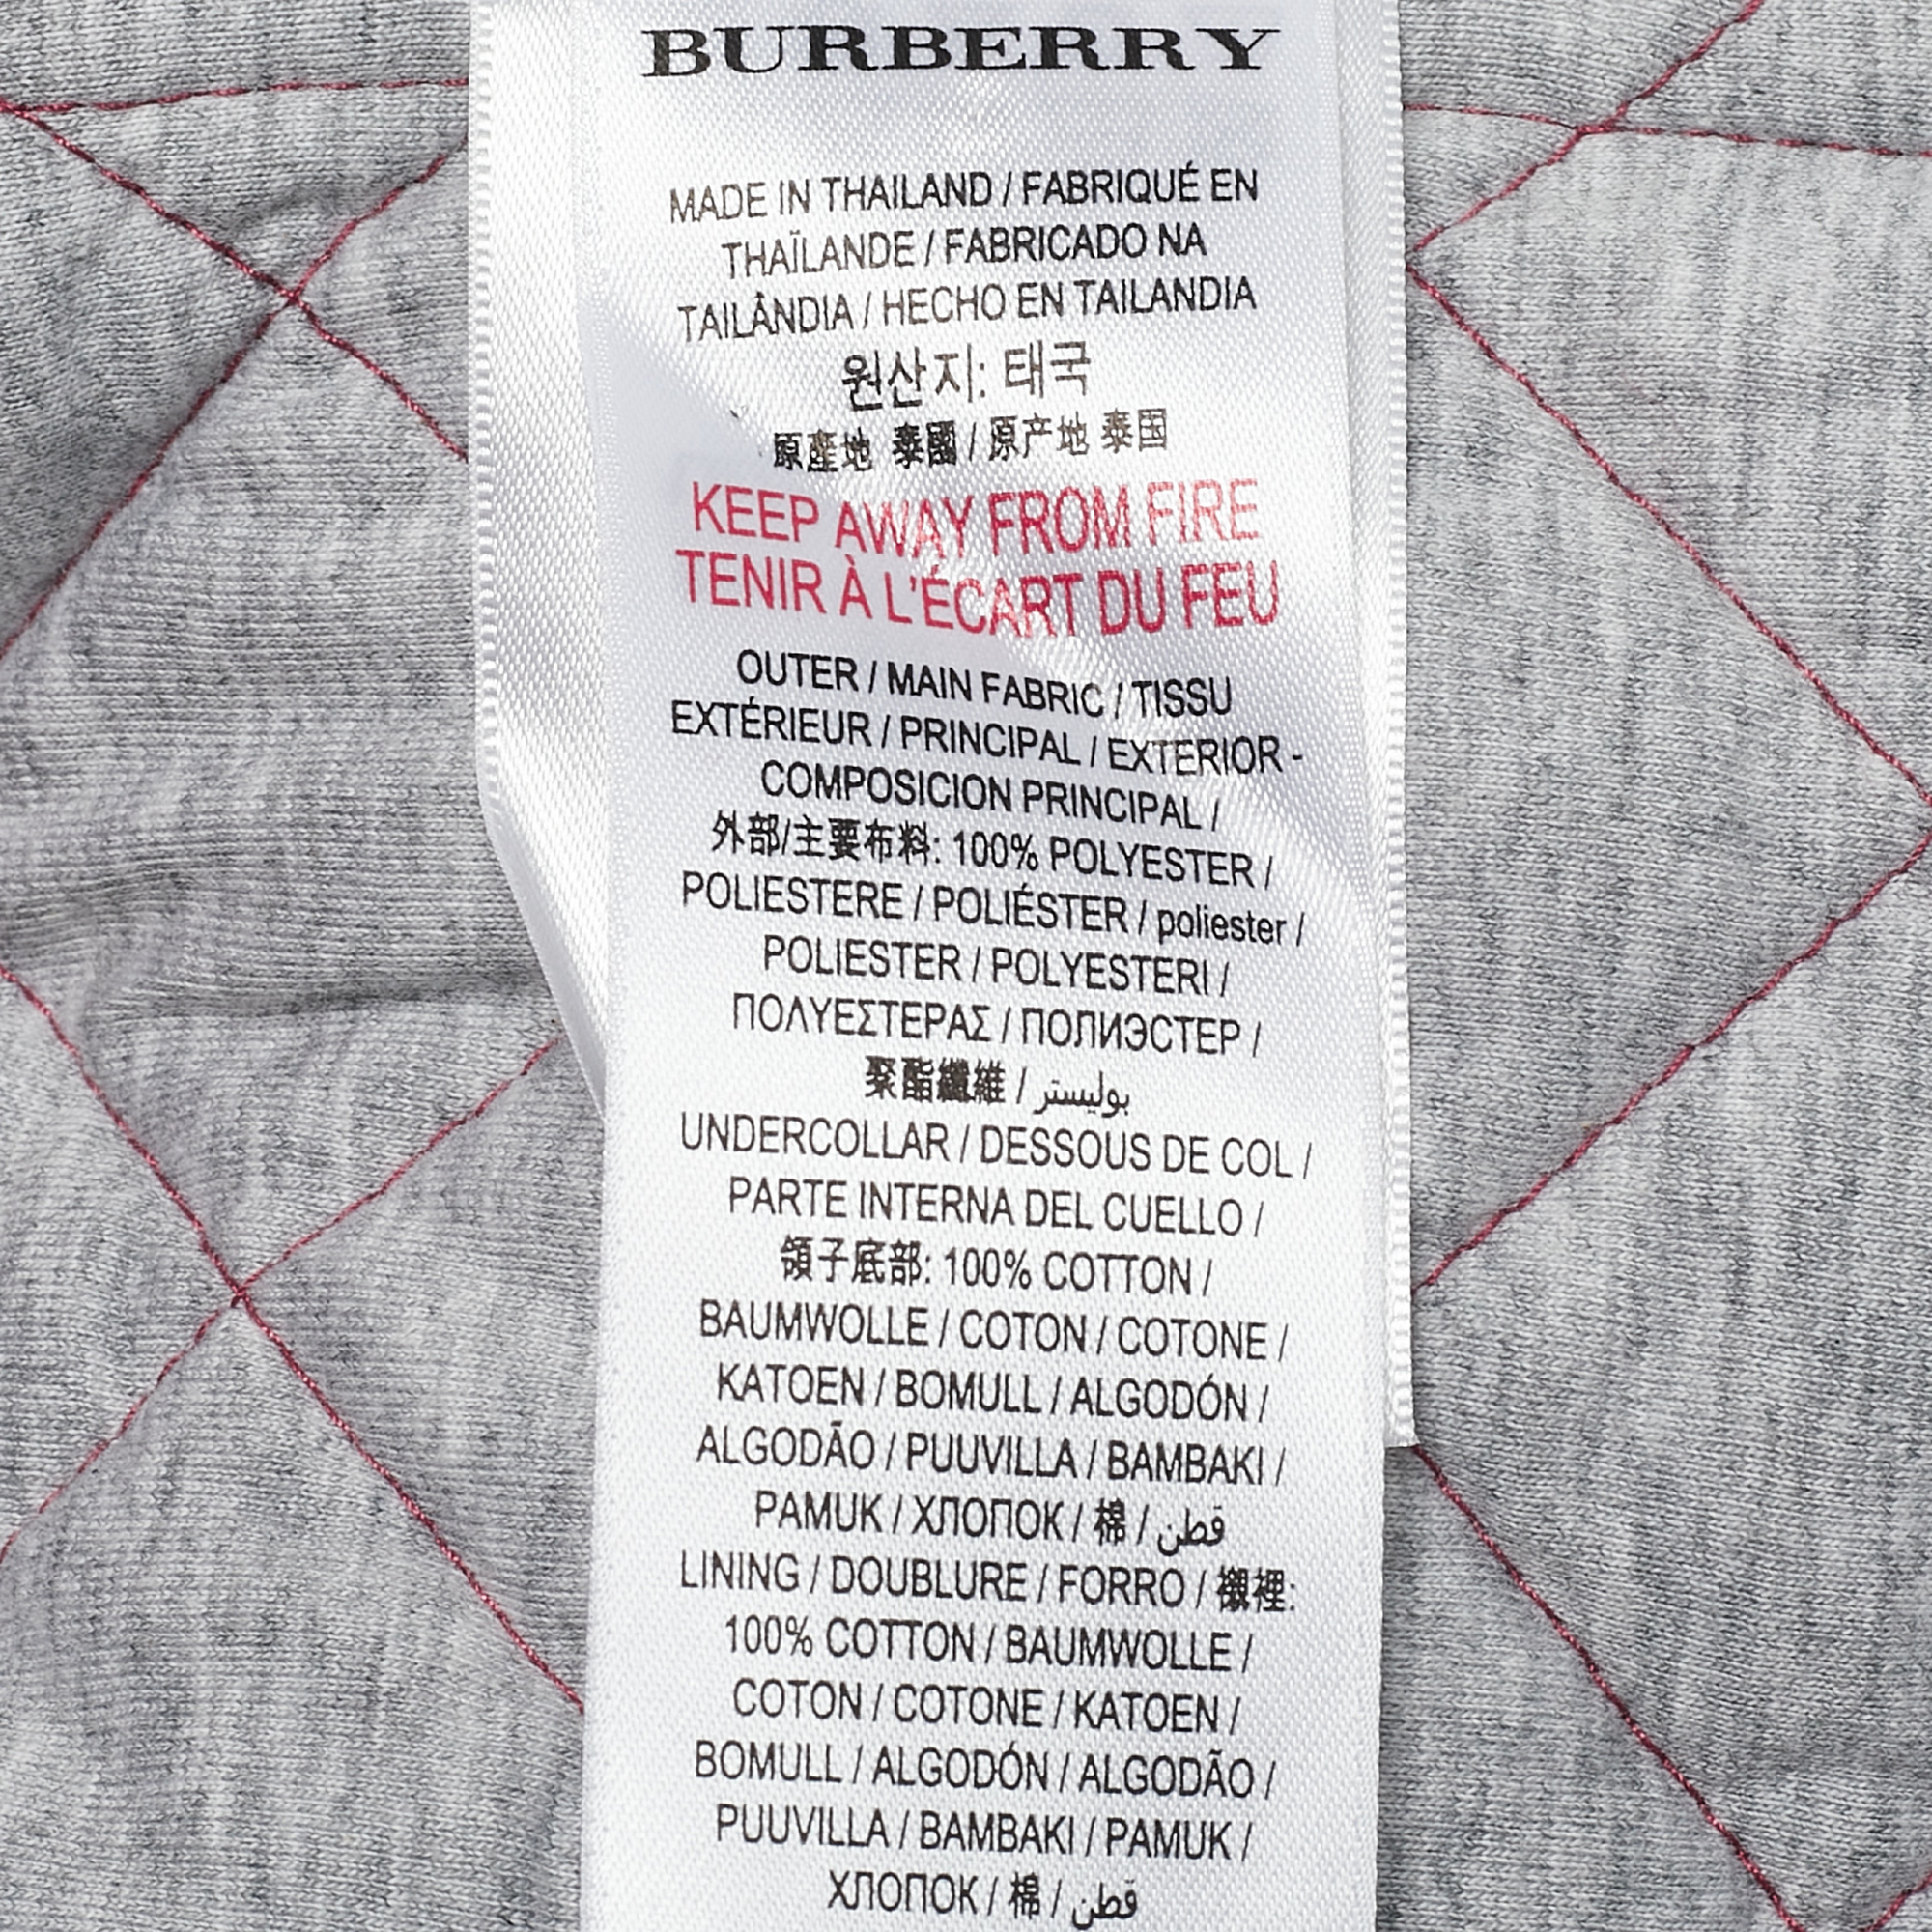 BURBERRY
MADE IN THAILAND / FABRIQUÉ EN
THAÏLANDE / FABRICADO NA
TAILÂNDIA / HECHO EN TAILANDIA
원산지: 태국
原產地 泰國 / 原产地 泰国
KEEP AWAY FROM FIRE
TENIR À L'ÉCART DU FEU
OUTER / MAIN FABRIC / TISSU
EXTÉRIEUR / PRINCIPAL / EXTERIOR -
COMPOSICION PRINCIPAL /
外部/主要布料: 100% POLYESTER /
POLIESTERE / POLIÉSTER / poliester /
POLIESTER / POLYESTERI /
ΠΟΛΥΕΣΤΕΡΑΣ / ПОЛИЭСТЕР /
聚酯纖維 / بوليستر
UNDERCOLLAR / DESSOUS DE COL /
PARTE INTERNA DEL CUELLO /
領子底部: 100% COTTON /
BAUMWOLLE / COTON / COTONE /
KATOEN / BOMULL / ALGODÓN /
ALGODÃO / PUUVILLA / BAMBAKI /
PAMUK / ХЛОПОК / 棉 / قطن
LINING / DOUBLURE / FORRO / 襯裡:
100% COTTON / BAUMWOLLE /
COTON / COTONE / KATOEN /
BOMULL / ALGODÓN / ALGODÃO /
PUUVILLA / BAMBAKI / PAMUK /
ХЛОПОК / 棉 / قطن